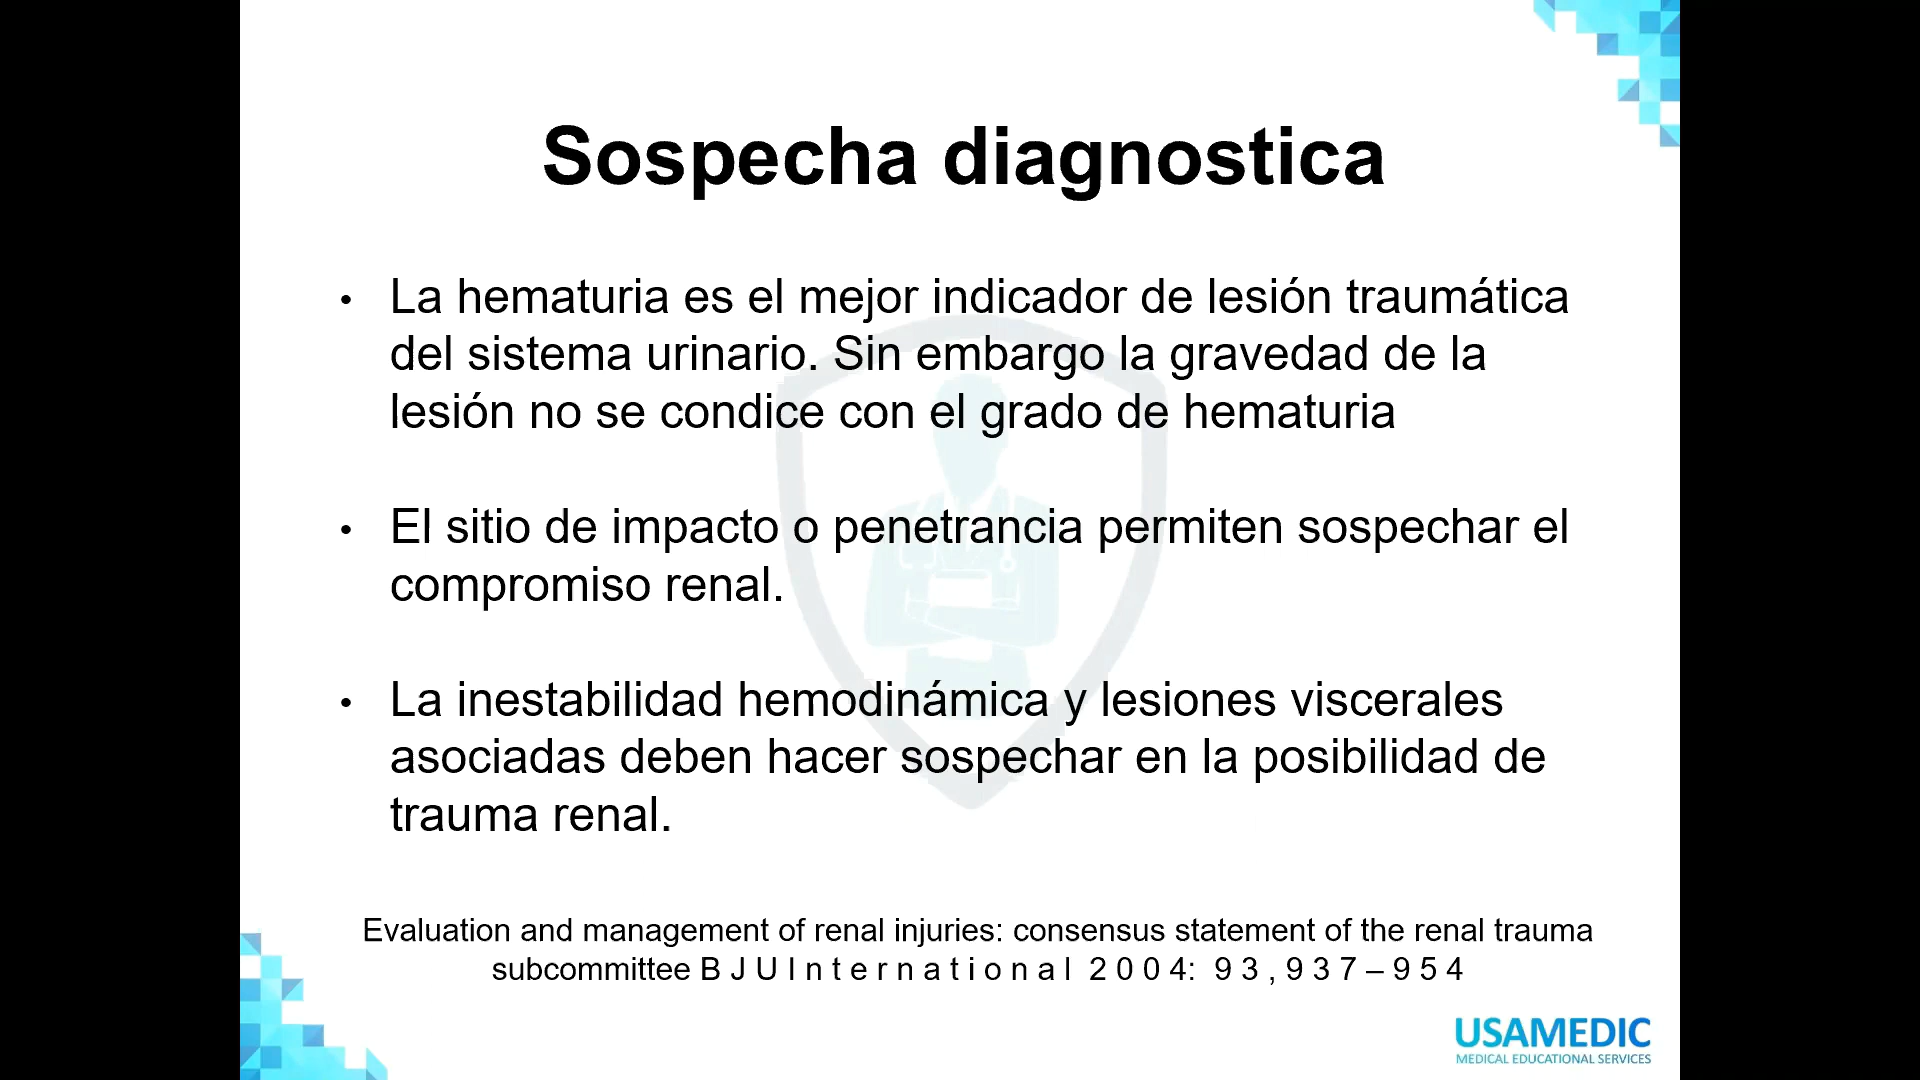 Sospecha diagnostica
• La hematuria es el mejor indicador de lesión traumática
del sistema urinario. Sin embargo la gravedad de la
lesión no se condice con el grado de hematuria
• El sitio de impacto o penetrancia permiten sospechar el
compromiso renal.
• La inestabilidad hemodinámica y lesiones viscerales
asociadas deben hacer sospechar en la posibilidad de
trauma renal.
Evaluation and management of renal injuries: consensus statement of the renal trauma
subcommittee B J U I n t e r n a t i o n a l 2 0 0 4: 9 3 , 9 3 7 – 9 5 4
USAMEDIC
MEDICAL EDUCATIONAL SERVICES